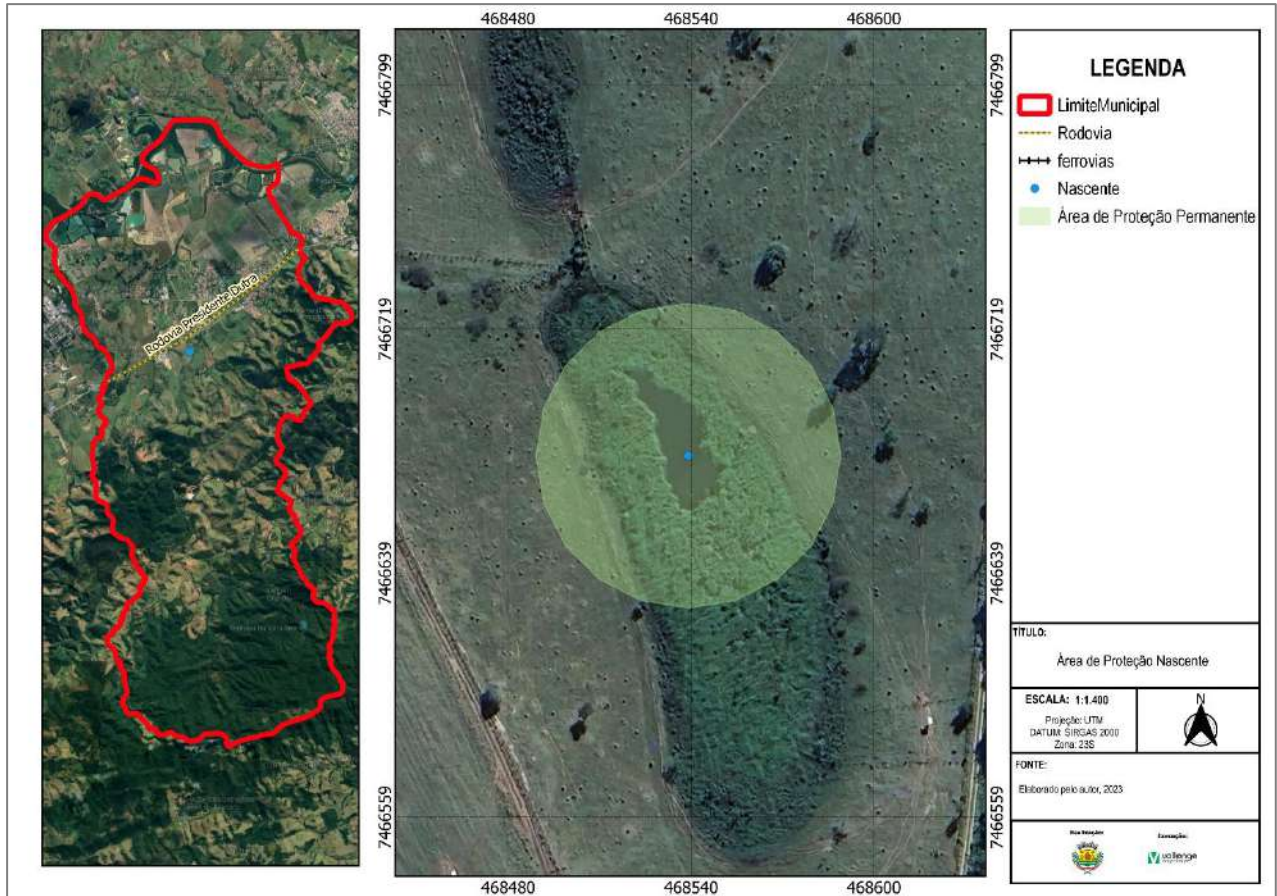 468480 468540 468600
7466799
7466719
7466639
7466559
7466799
7466719
7466639
7466559
468480 468540 468600
Rodovia Presidente Dutra
LEGENDA
LimiteMunicipal
Rodovia
ferrovias
Nascente
Área de Proteção Permanente
TÍTULO:
Área de Proteção Nascente
ESCALA: 1:1.400
Projeção: UTM
DATUM: SIRGAS 2000
Zona: 23S
N
FONTE:
Elaborado pelo autor, 2023
Execução:
vallenge